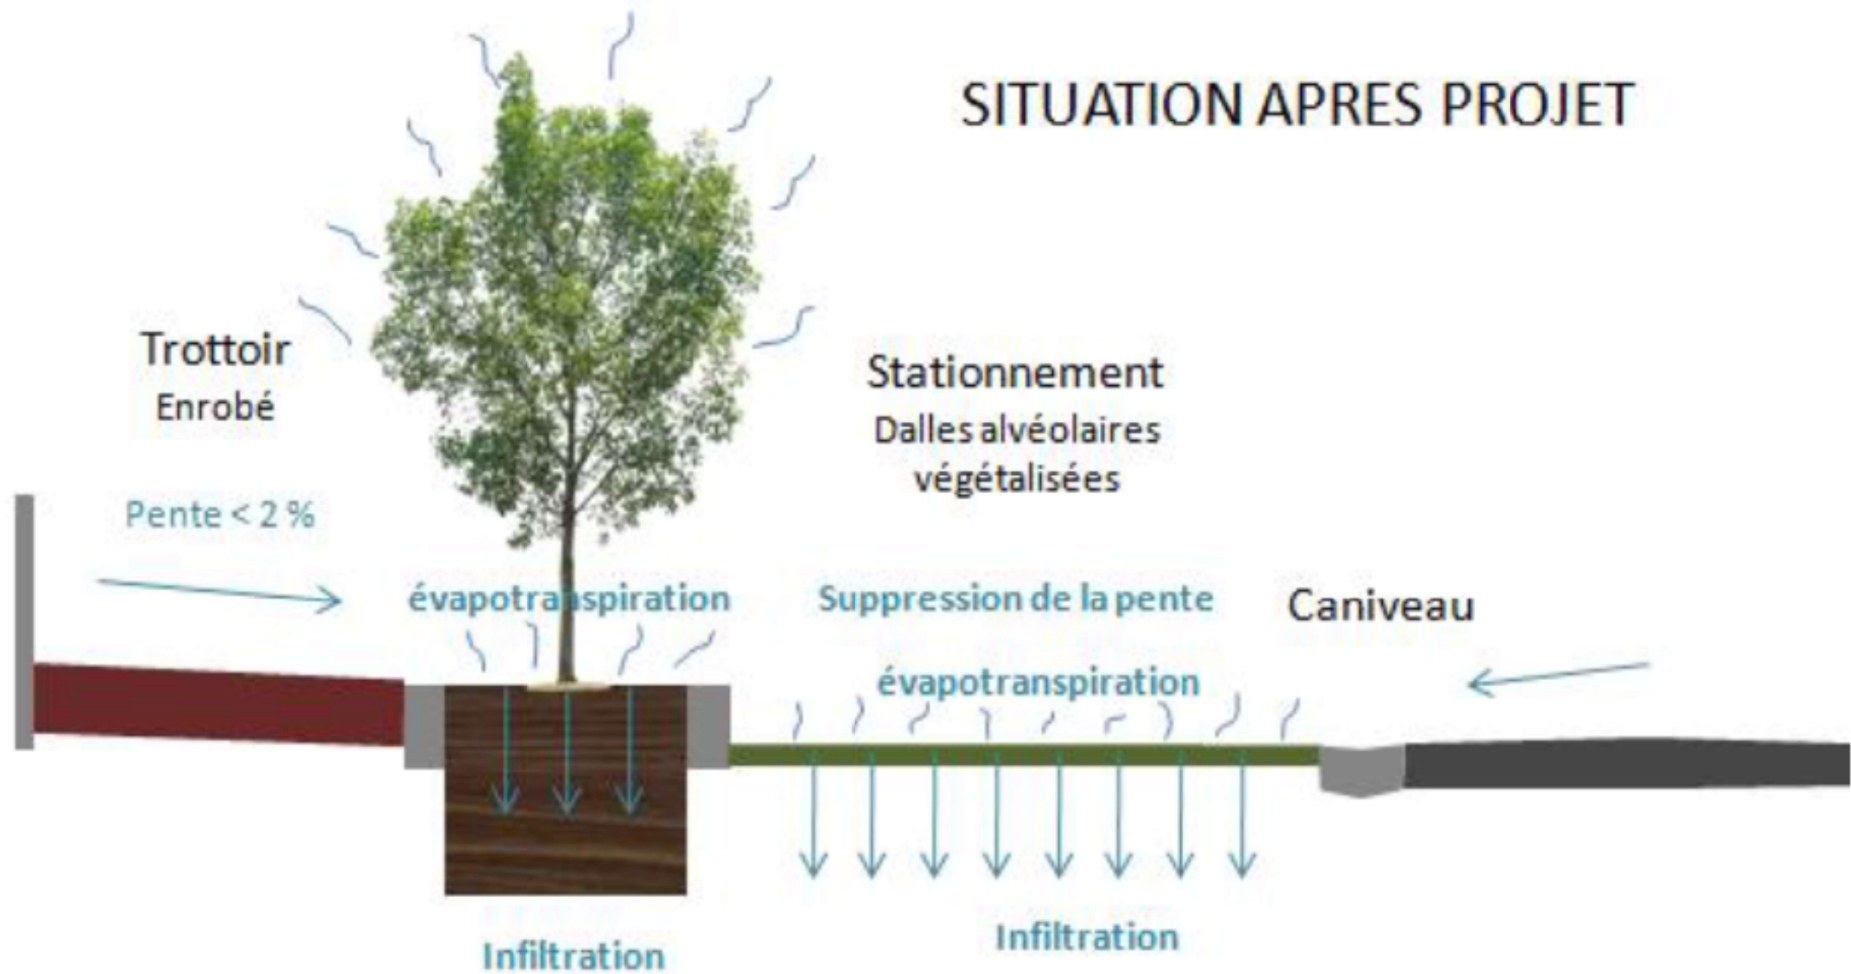 SITUATION APRES PROJET
Trottoir
Enrobé
Stationnement
Dalles alvéolaires
végétalisées
Pente < 2 %
évapotranspiration
Suppression de la pente
Caniveau
évapotranspiration
Infiltration
Infiltration